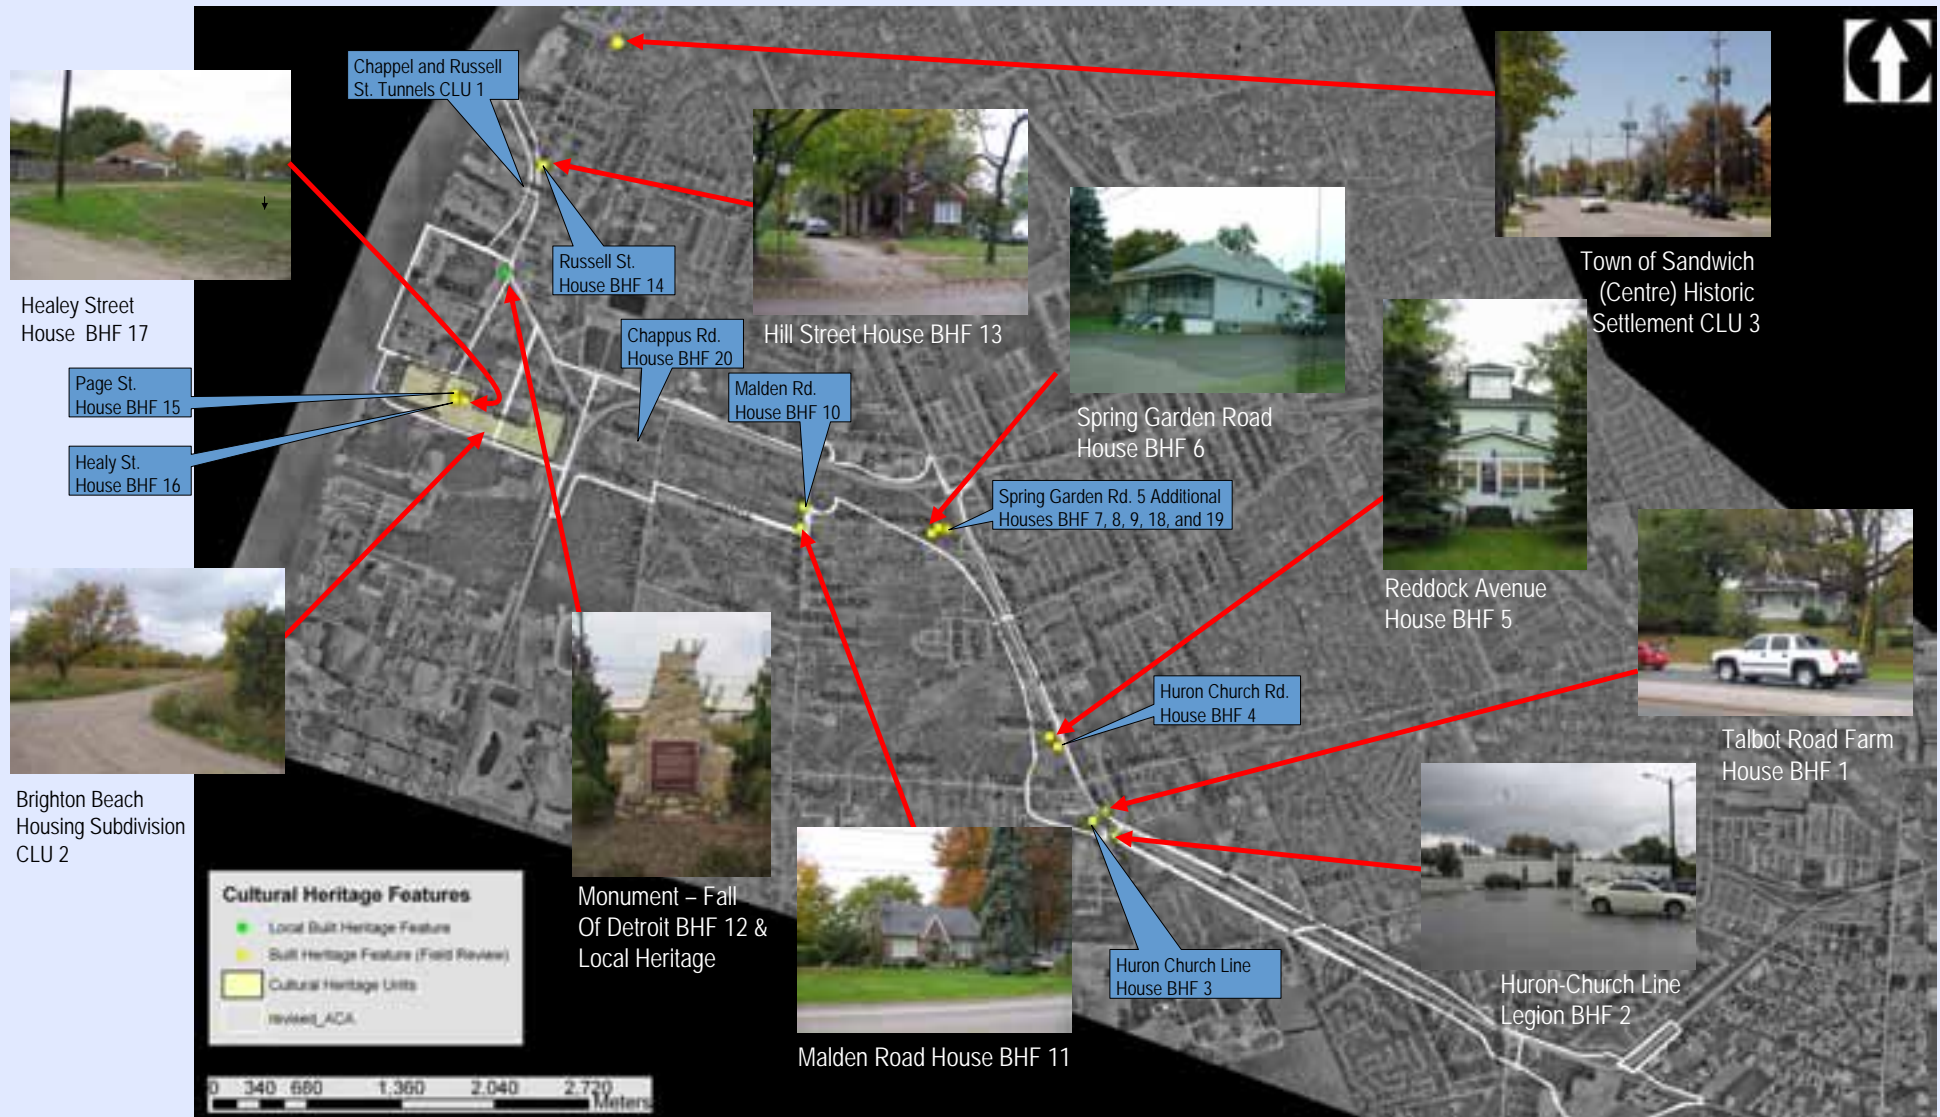 Chappel and Russell
St. Tunnels CLU 1
Healey Street
House BHF 17
Russell St.
House BHF 14
Hill Street House BHF 13
Town of Sandwich
(Centre) Historic
Settlement CLU 3
Chappus Rd.
House BHF 20
Page St.
House BHF 15
Malden Rd.
House BHF 10
Spring Garden Road
House BHF 6
Healy St.
House BHF 16
Spring Garden Rd. 5 Additional
Houses BHF 7, 8, 9, 18, and 19
Reddock Avenue
House BHF 5
Huron Church Rd.
House BHF 4
Talbot Road Farm
House BHF 1
Brighton Beach
Housing Subdivision
CLU 2
Monument – Fall
Of Detroit BHF 12 &
Local Heritage
Huron Church Line
House BHF 3
Huron-Church Line
Legion BHF 2
Malden Road House BHF 11
Cultural Heritage Features
Local Built Heritage Feature
Built Heritage Feature (Field Review)
Cultural Heritage Units
revised_ACA
0 340 680 1,360 2,040 2,720
Meters